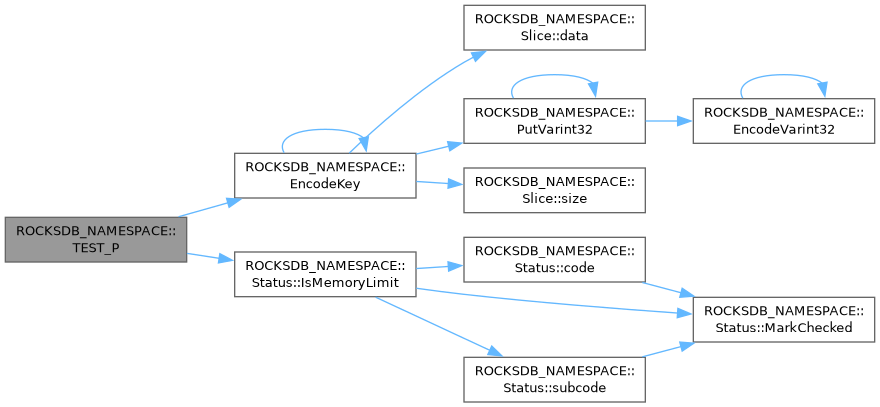 ROCKSDB_NAMESPACE::
TEST_P
ROCKSDB_NAMESPACE::
EncodeKey
ROCKSDB_NAMESPACE::
Slice::data
ROCKSDB_NAMESPACE::
PutVarint32
ROCKSDB_NAMESPACE::
EncodeVarint32
ROCKSDB_NAMESPACE::
Slice::size
ROCKSDB_NAMESPACE::
Status::IsMemoryLimit
ROCKSDB_NAMESPACE::
Status::code
ROCKSDB_NAMESPACE::
Status::MarkChecked
ROCKSDB_NAMESPACE::
Status::subcode